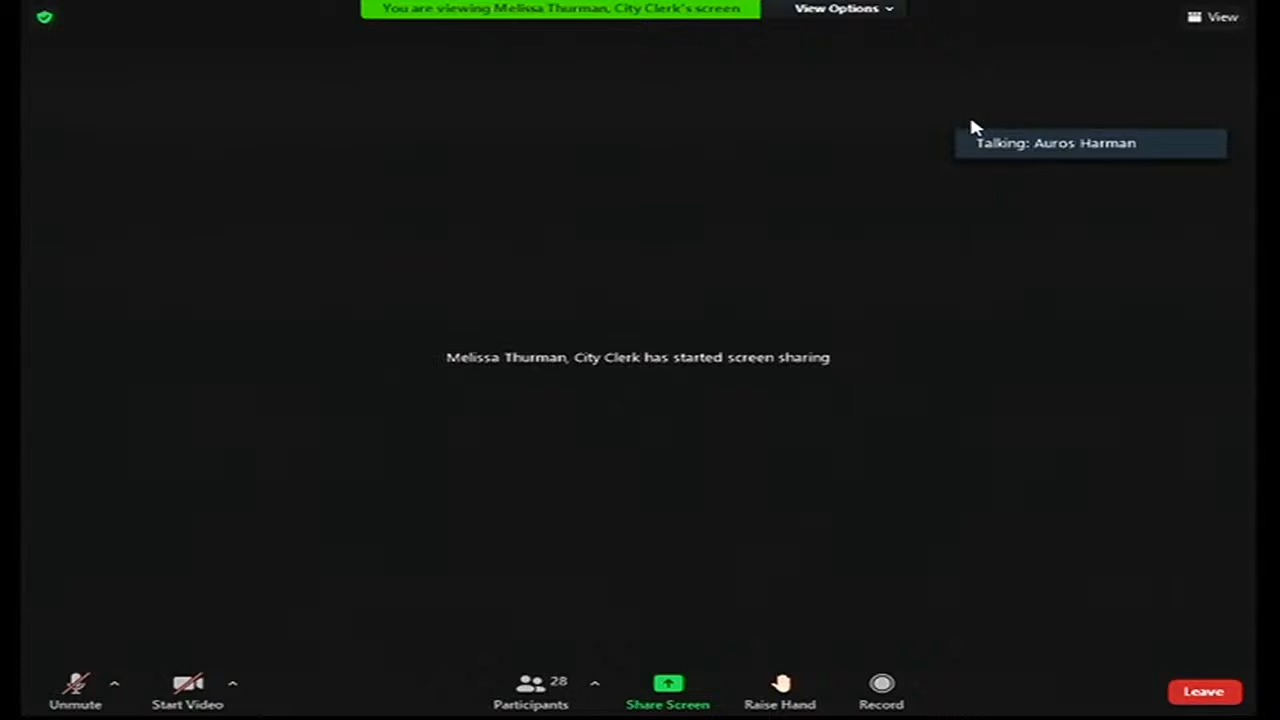 You are viewing Melissa Thurman, City Clerk's screen
View Options
View
Talking: Auros Harman
Melissa Thurman, City Clerk has started screen sharing
28
Unmute
Start Video
Participants
Share Screen
Raise Hand
Record
Leave